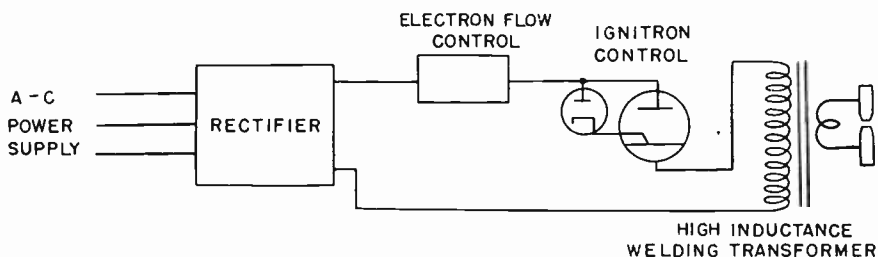 ELECTRON FLOW
CONTROL
IGNITRON
CONTROL
A-C
POWER
SUPPLY
RECTIFIER
HIGH INDUCTANCE
WELDING TRANSFORMER